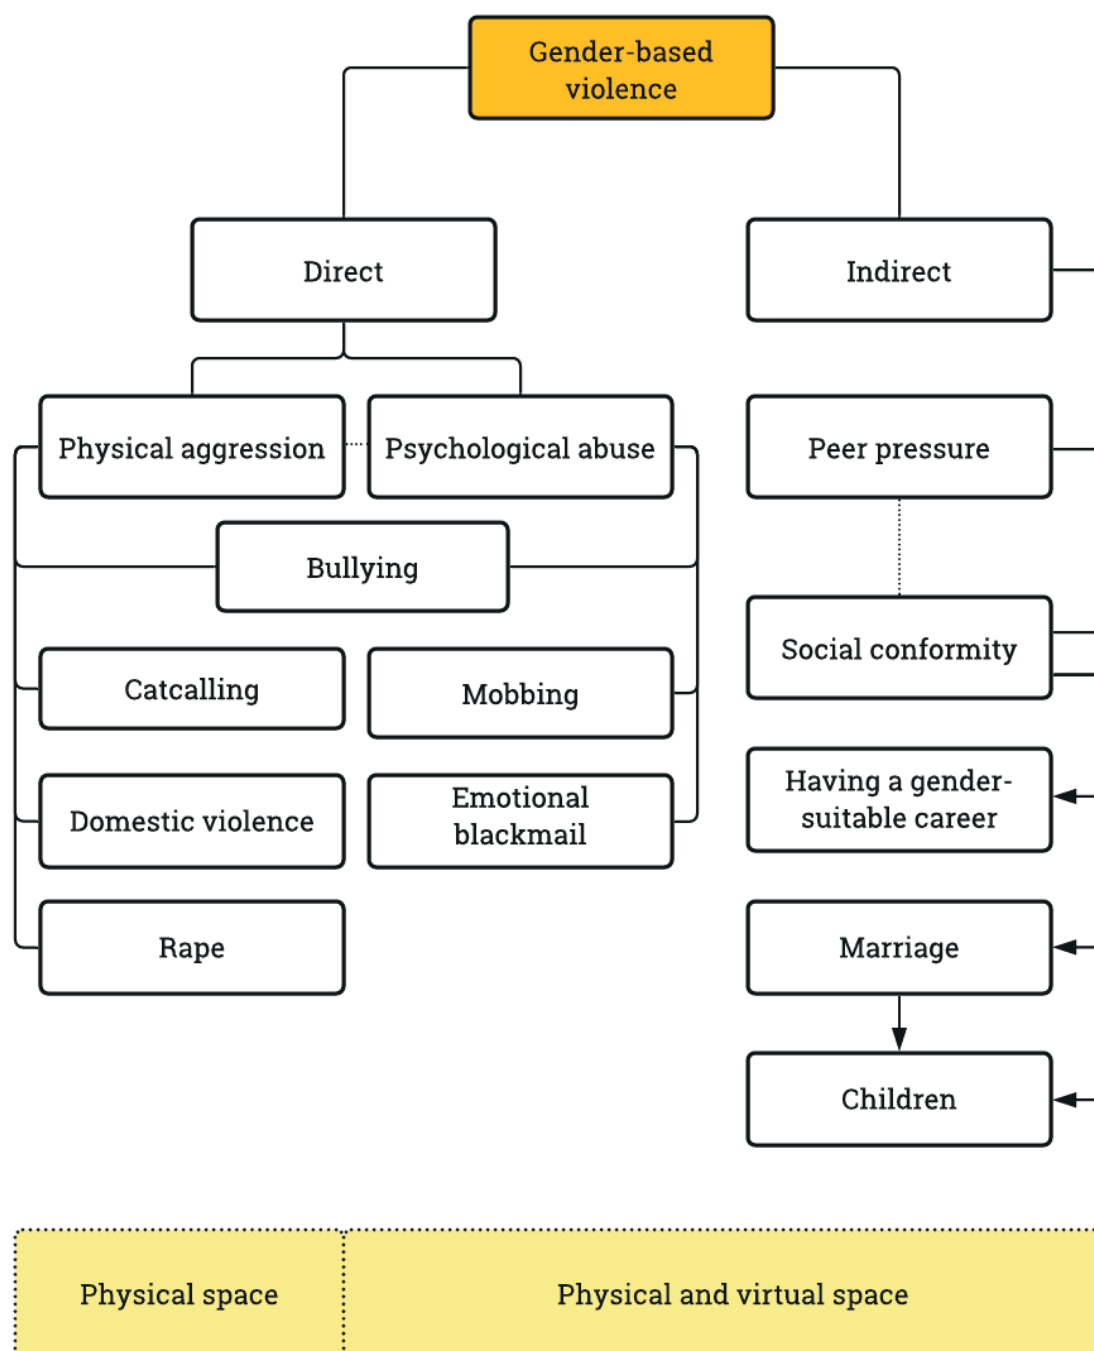 Gender-based
violence
Direct
Indirect
Physical aggression
Psychological abuse
Peer pressure
Bullying
Social conformity
Catcalling
Mobbing
Having a gender-
suitable career
Domestic violence
Emotional
blackmail
Rape
Marriage
Children
Physical space
Physical and virtual space